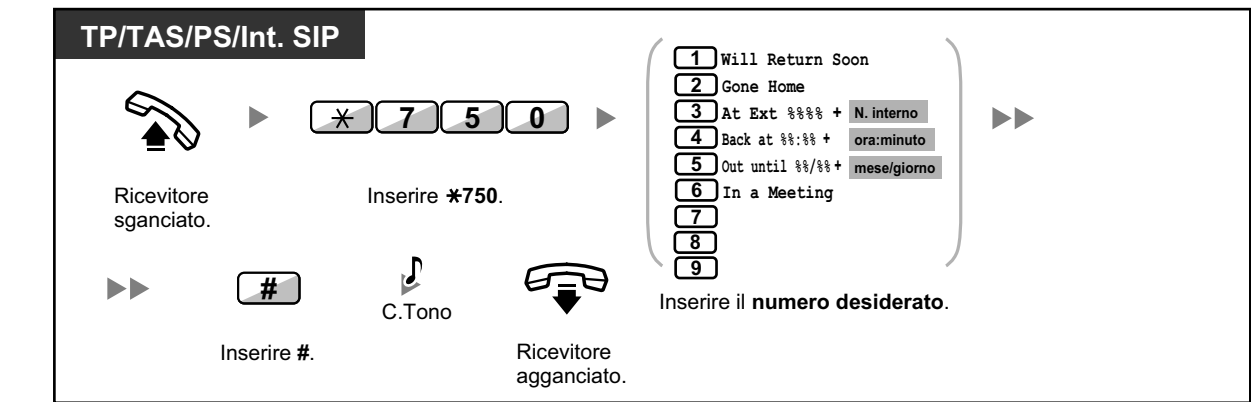 TP/TAS/PS/Int. SIP
Ricevitore
sganciato.
* 7 5 0
Inserire *750.
1 Will Return Soon
2 Gone Home
3 At Ext %%%% + N. interno
4 Back at %%:%% + ora:minuto
5 Out until %%/%% + mese/giorno
6 In a Meeting
7
8
9
Inserire il numero desiderato.
#
Inserire #.
C.Tono
Ricevitore
agganciato.